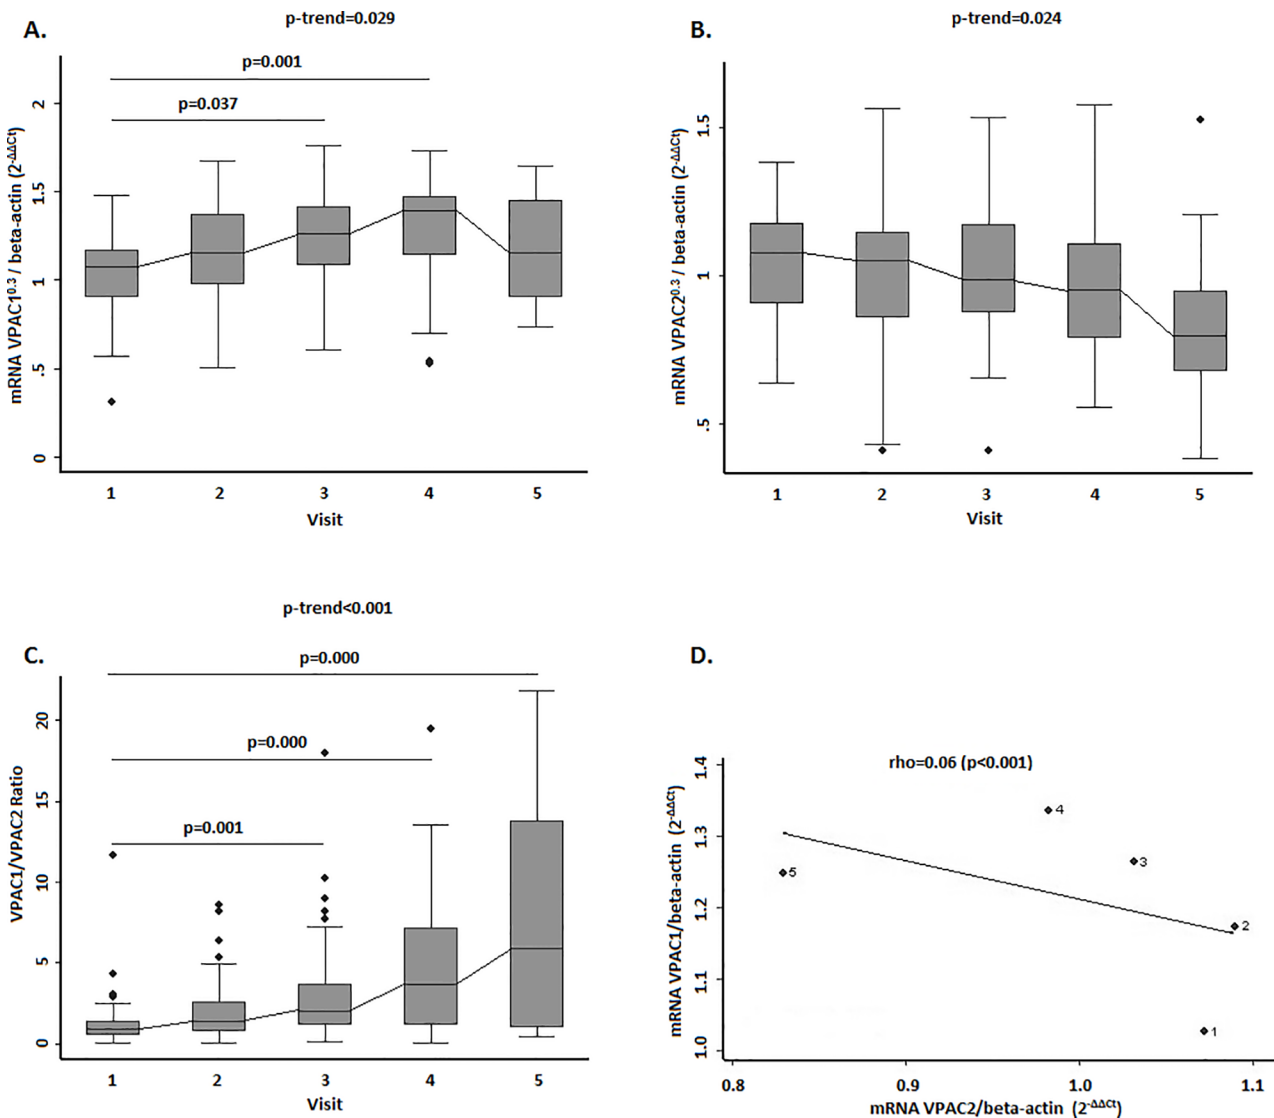 A.
p-trend=0.029
p=0.001
p=0.037
mRNA VPAC1^0.3 / beta-actin (2^-ΔΔCt)
2
1.5
1
.5
0
1 2 3 4 5
Visit
B.
p-trend=0.024
mRNA VPAC2^0.3 / beta-actin (2^-ΔΔCt)
1.5
1
.5
1 2 3 4 5
Visit
C.
p-trend<0.001
p=0.000
p=0.000
p=0.001
VPAC1/VPAC2 Ratio
20
15
10
5
0
1 2 3 4 5
Visit
D.
rho=0.06 (p<0.001)
mRNA VPAC1/beta-actin (2^-ΔΔCt)
1.4
1.3
1.2
1.1
1.0
4
3
5
2
1
0.8 0.9 1.0 1.1
mRNA VPAC2/beta-actin (2^-ΔΔCt)